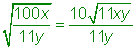 √(100x/11y) = 10√(11xy)/11y